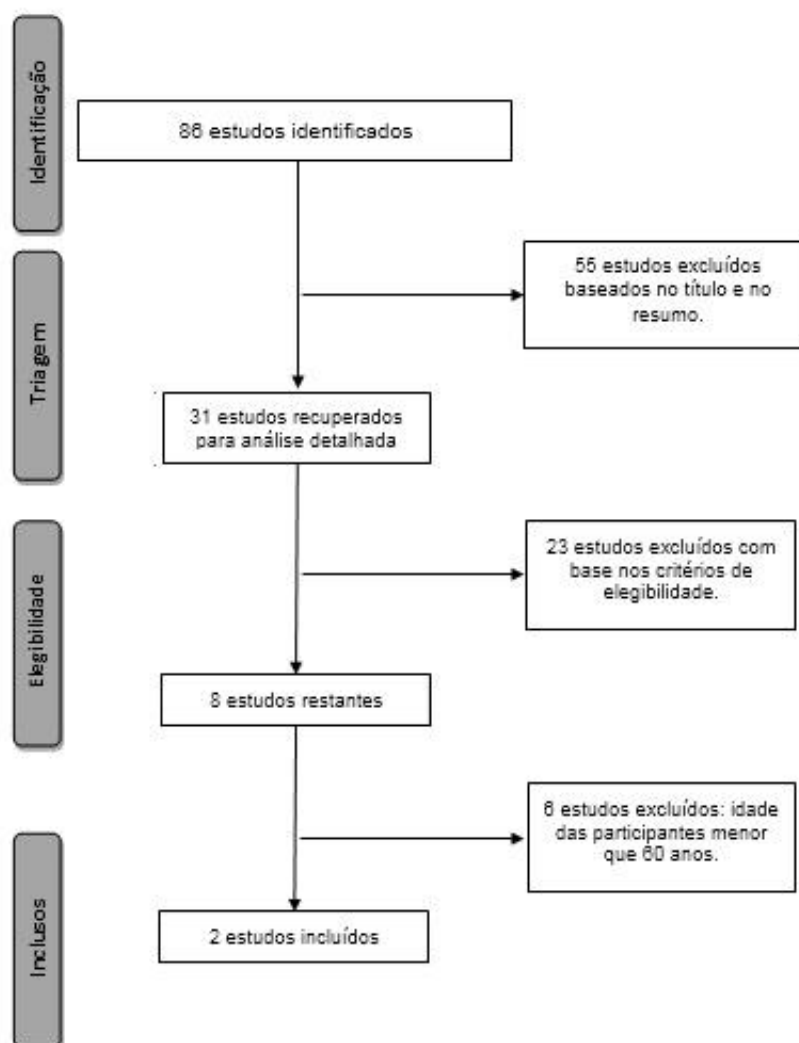 Identificação
86 estudos identificados
Triagem
55 estudos excluídos
baseados no título e no
resumo.
31 estudos recuperados
para análise detalhada
Elegibilidade
23 estudos excluídos com
base nos critérios de
elegibilidade.
8 estudos restantes
6 estudos excluídos: idade
das participantes menor
que 60 anos.
Inclusos
2 estudos incluídos